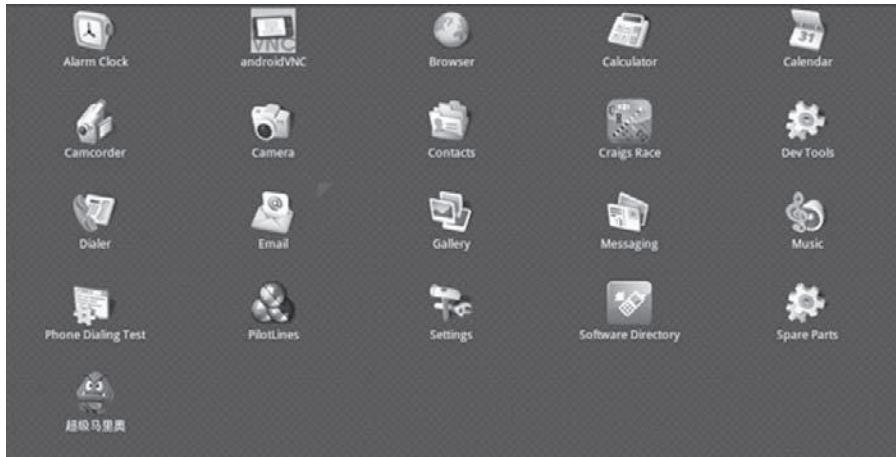 Alarm Clock
androidVNC
Browser
Calculator
Calendar
Camcorder
Camera
Contacts
Craigs Race
Dev Tools
Dialer
Email
Gallery
Messaging
Music
Phone Dialing Test
PilotLines
Settings
Software Directory
Spare Parts
超级马里奥
VNC
31